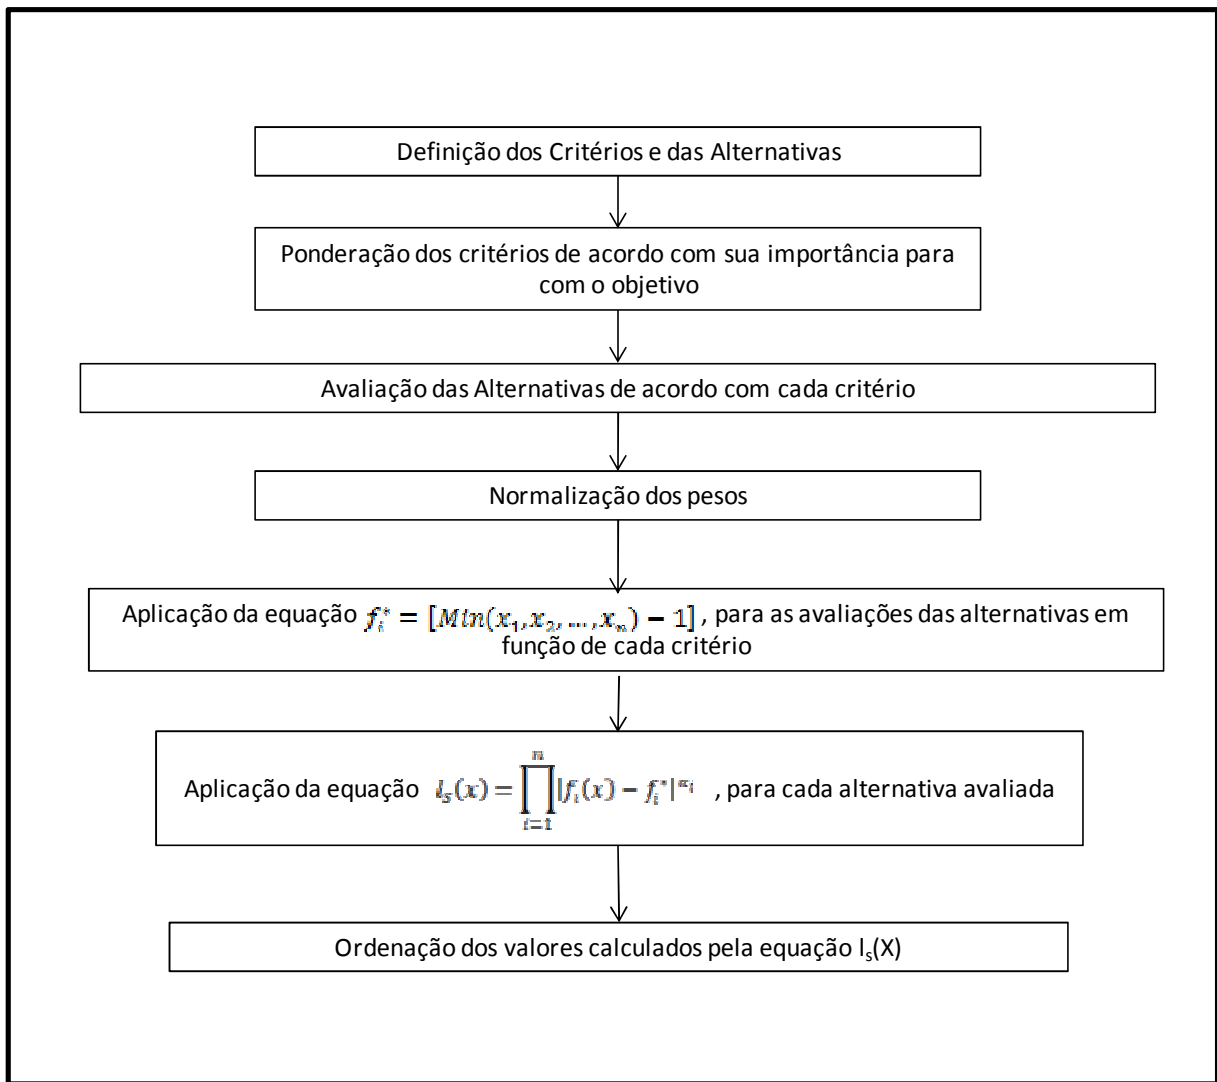 Definição dos Critérios e das Alternativas
Ponderação dos critérios de acordo com sua importância para
com o objetivo
Avaliação das Alternativas de acordo com cada critério
Normalização dos pesos
Aplicação da equação f_i^* = [Min(x_1, x_2, ..., x_n) − 1] , para as avaliações das alternativas em
função de cada critério
Aplicação da equação l_s(x) = ∏_{i=1}^{n} |f_i(x) − f_i^*|^{α_i} , para cada alternativa avaliada
Ordenação dos valores calculados pela equação l_s(X)